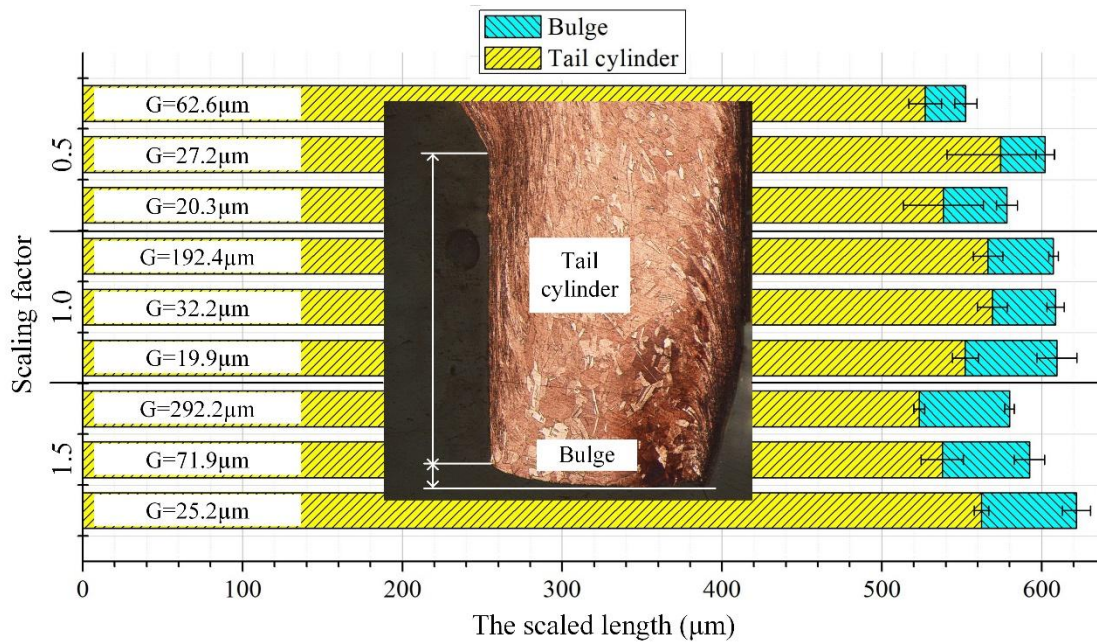 Bulge
Tail cylinder
Scaling factor
0.5
G=62.6μm
G=27.2μm
G=20.3μm
1.0
G=192.4μm
G=32.2μm
G=19.9μm
1.5
G=292.2μm
G=71.9μm
G=25.2μm
Tail
cylinder
Bulge
0 100 200 300 400 500 600
The scaled length (μm)